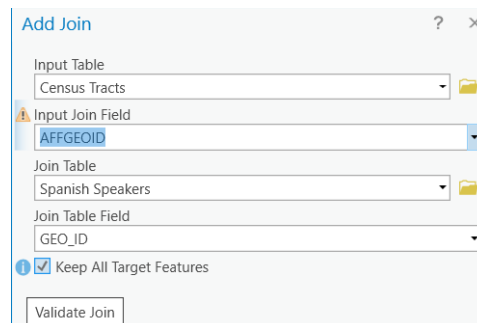 Add Join ? ×
Input Table
Census Tracts
Input Join Field
AFFGEOID
Join Table
Spanish Speakers
Join Table Field
GEO_ID
Keep All Target Features
Validate Join